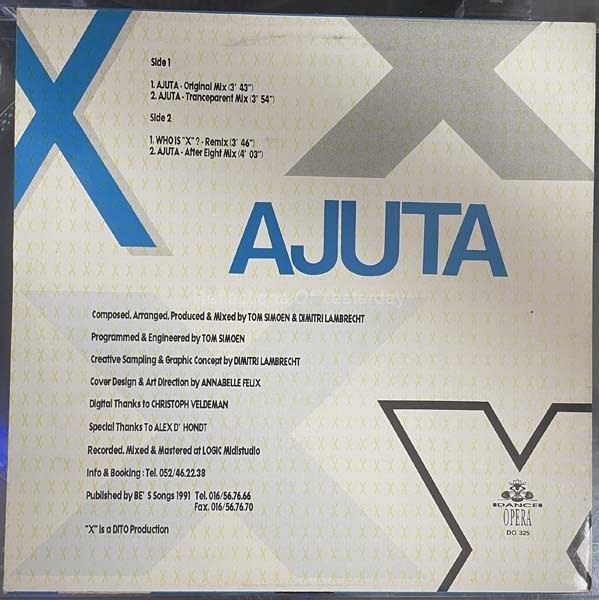 Side 1
1. AJUTA - Original Mix (3' 43")
2. AJUTA - Tranceparent Mix (3' 54")
Side 2
1. WHO IS "X" ? - Remix (3' 46")
2. AJUTA - After Eight Mix (4' 03")
AJUTA
Reflections Of Yesterday
Composed, Arranged, Produced & Mixed by TOM SIMOEN & DIMITRI LAMBRECHT
Programmed & Engineered by TOM SIMOEN
Creative Sampling & Graphic Concept by DIMITRI LAMBRECHT
Cover Design & Art Direction by ANNABELLE FELIX
Digital Thanks to CHRISTOPH VELDEMAN
Special Thanks To ALEX D' HONDT
Recorded, Mixed & Mastered at LOGIC Midistudio
Info & Booking : Tel. 052/46.22.38
Published by BE' S Songs 1991 Tel. 016/56.76.66
Fax. 016/56.76.70
"X" is a DITO Production
DANCE
OPERA
DO 325
X
X
X
X